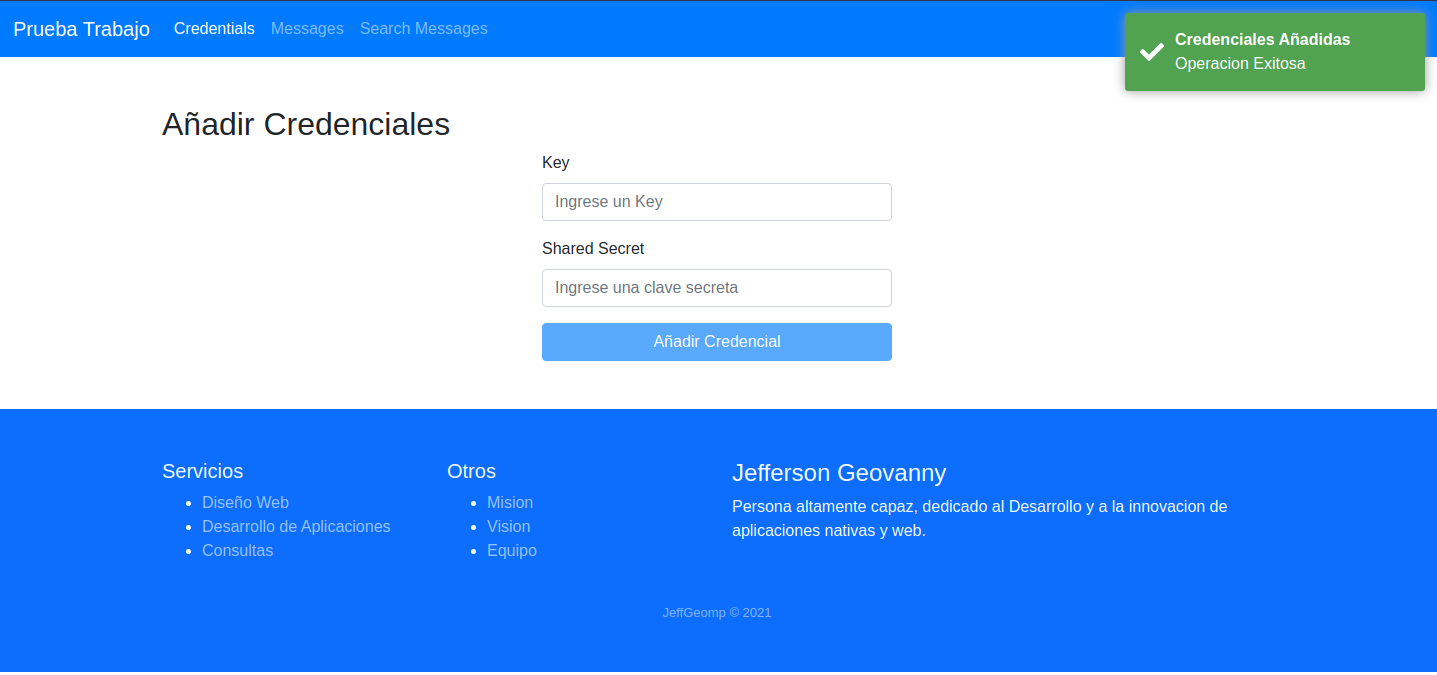 Prueba Trabajo Credentials Messages Search Messages
Credenciales Añadidas
Operacion Exitosa
Añadir Credenciales
Key
Ingrese un Key
Shared Secret
Ingrese una clave secreta
Añadir Credencial
Servicios
Diseño Web
Desarrollo de Aplicaciones
Consultas
Otros
Mision
Vision
Equipo
Jefferson Geovanny
Persona altamente capaz, dedicado al Desarrollo y a la innovacion de
aplicaciones nativas y web.
JeffGeomp © 2021